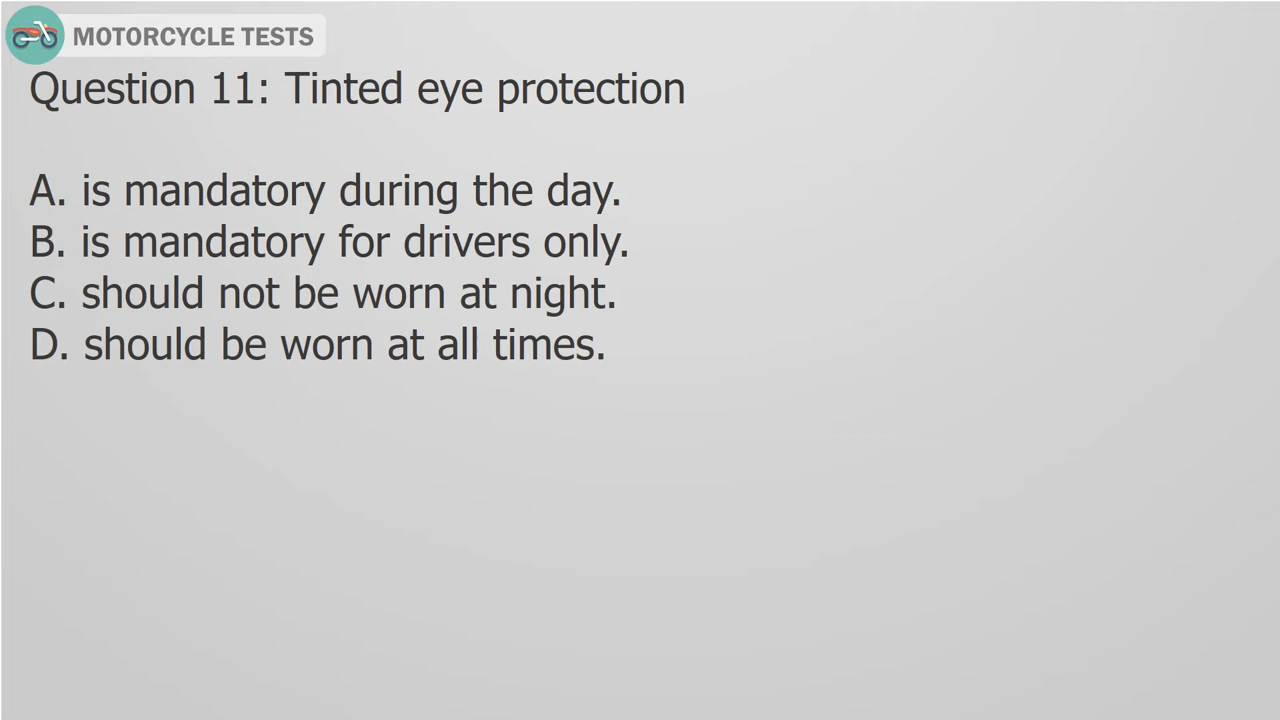 MOTORCYCLE TESTS
Question 11: Tinted eye protection
A. is mandatory during the day.
B. is mandatory for drivers only.
C. should not be worn at night.
D. should be worn at all times.